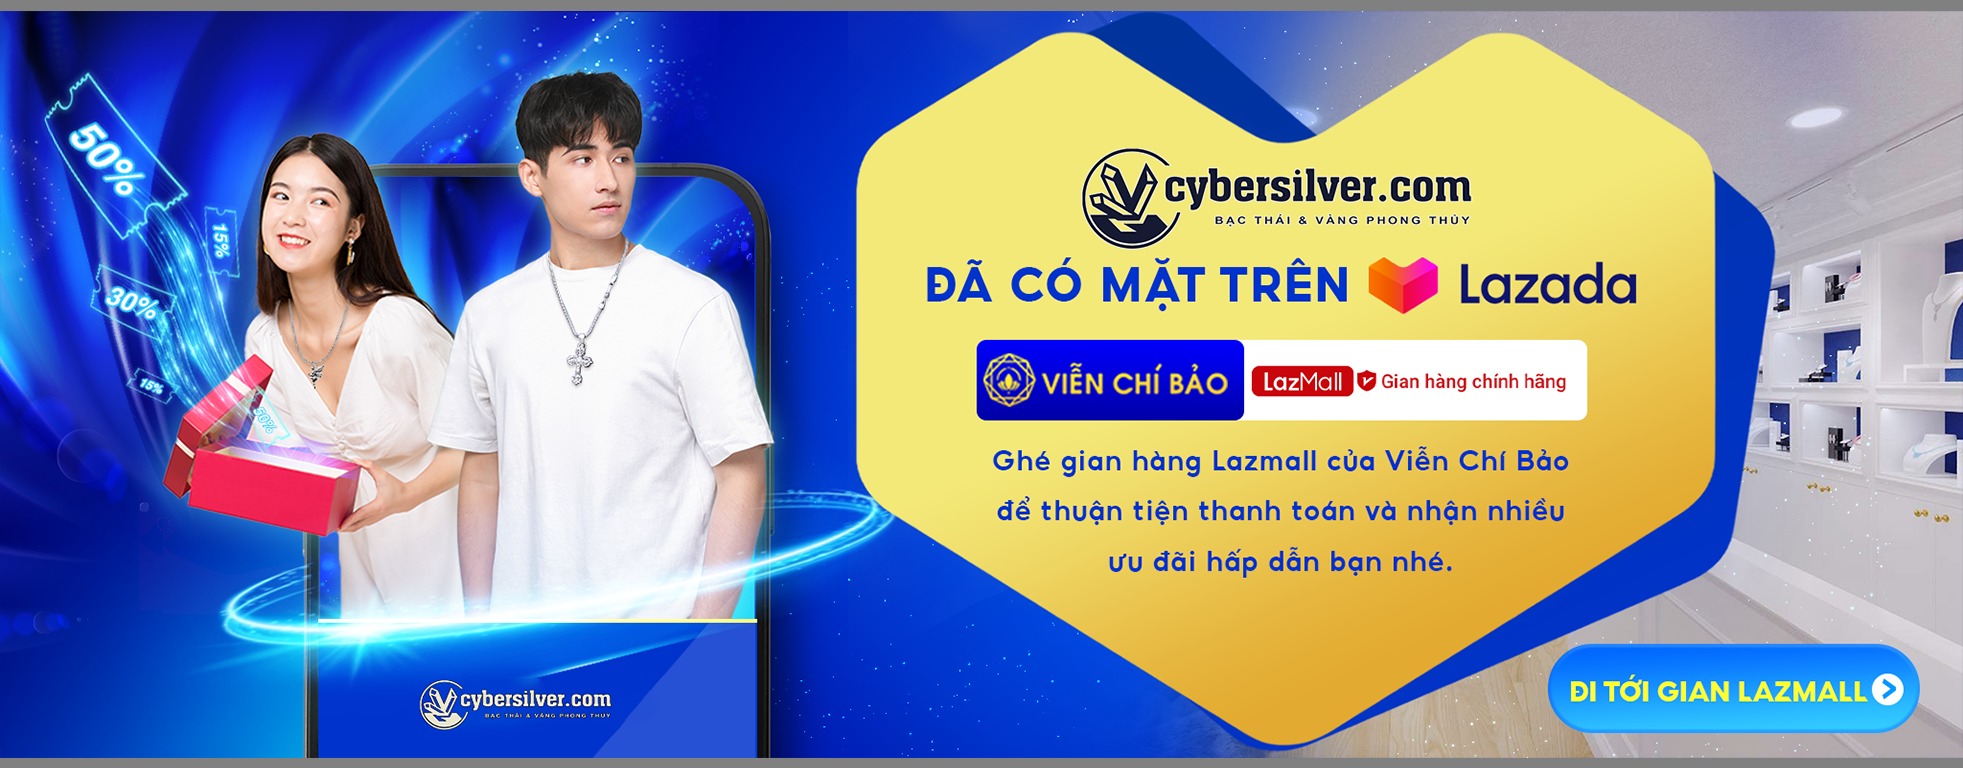 50%
15%
30%
15%
50%
cybersilver.com
BẠC THÁI & VÀNG PHONG THỦY
ĐÃ CÓ MẶT TRÊN Lazada
VIỄN CHÍ BẢO LazMall Gian hàng chính hãng
Ghé gian hàng Lazmall của Viễn Chí Bảo
để thuận tiện thanh toán và nhận nhiều
ưu đãi hấp dẫn bạn nhé.
cybersilver.com
BẠC THÁI & VÀNG PHONG THỦY
ĐI TỚI GIAN LAZMALL